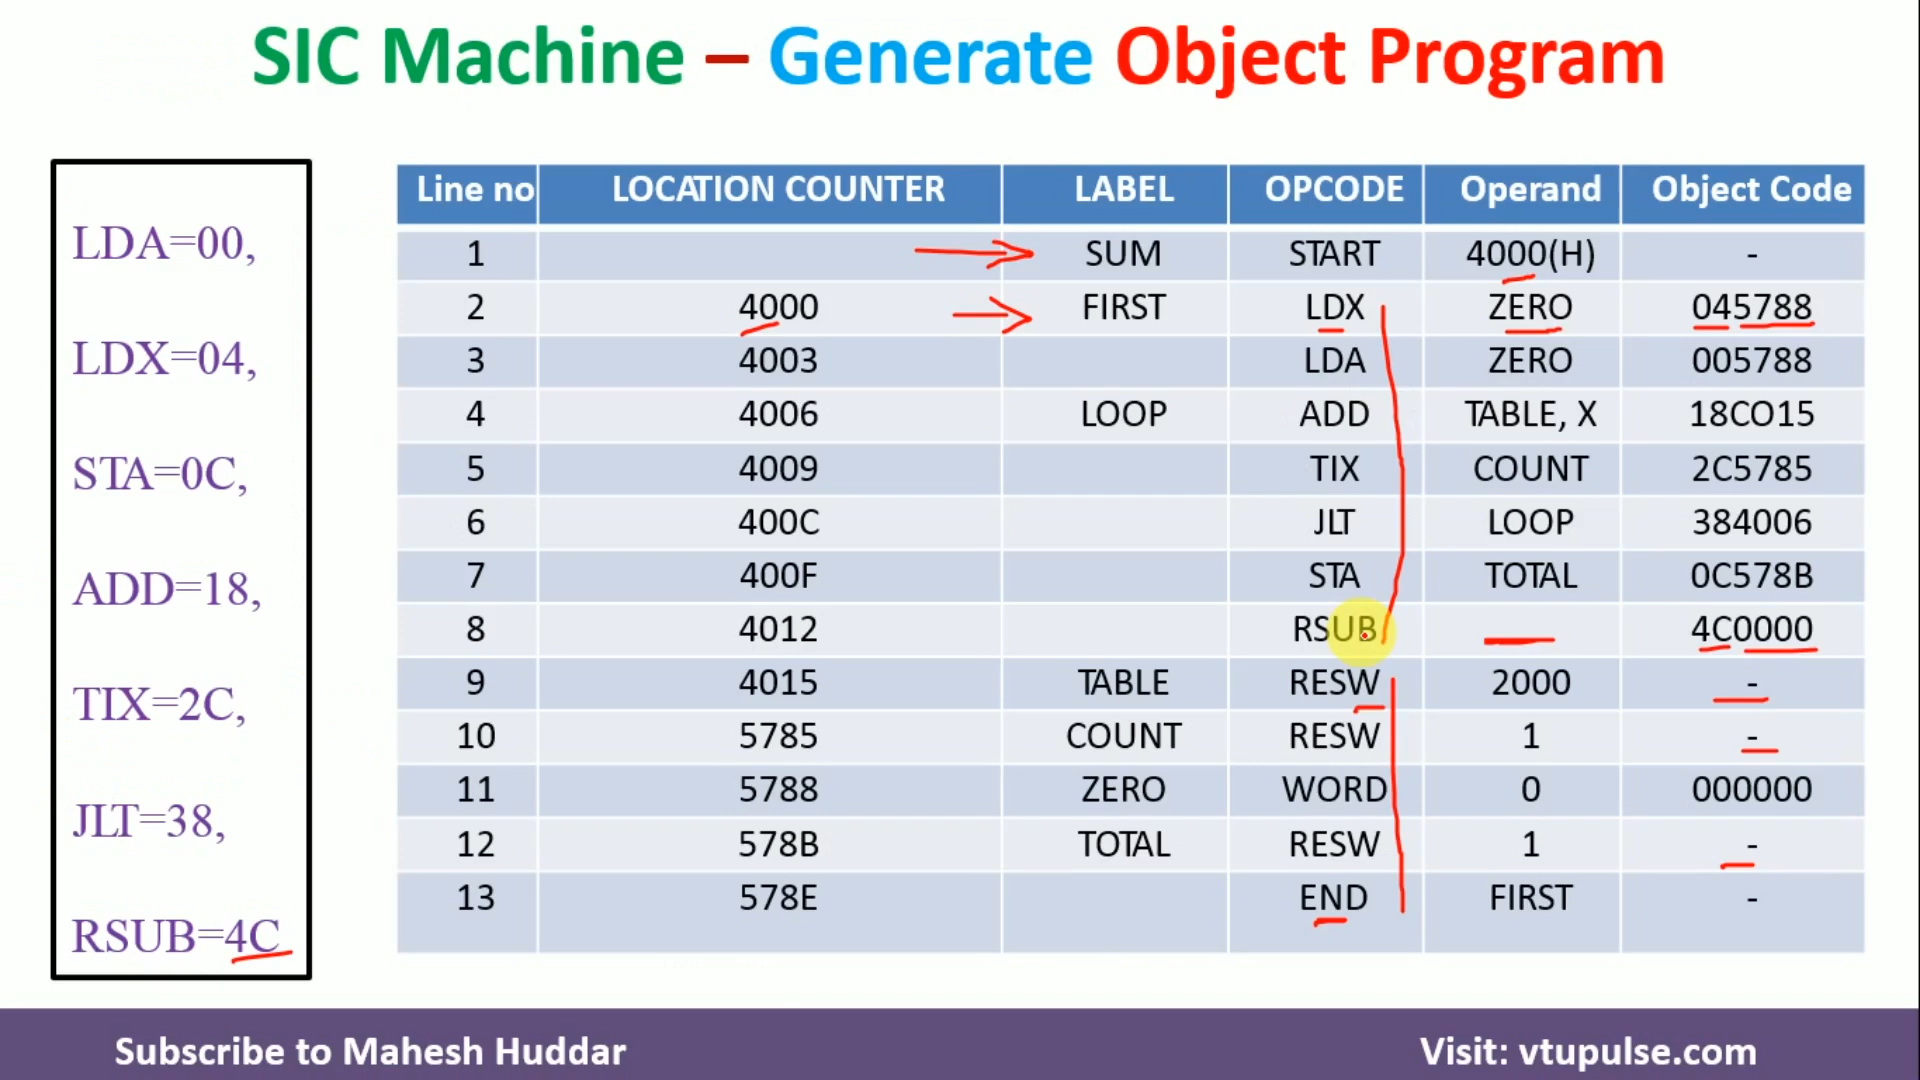 SIC Machine – Generate Object Program
LDA=00,
LDX=04,
STA=0C,
ADD=18,
TIX=2C,
JLT=38,
RSUB=4C
Line no LOCATION COUNTER LABEL OPCODE Operand Object Code
1 SUM START 4000(H) -
2 4000 FIRST LDX ZERO 045788
3 4003 LDA ZERO 005788
4 4006 LOOP ADD TABLE, X 18CO15
5 4009 TIX COUNT 2C5785
6 400C JLT LOOP 384006
7 400F STA TOTAL 0C578B
8 4012 RSUB 4C0000
9 4015 TABLE RESW 2000 -
10 5785 COUNT RESW 1 -
11 5788 ZERO WORD 0 000000
12 578B TOTAL RESW 1 -
13 578E END FIRST -
Subscribe to Mahesh Huddar
Visit: vtupulse.com